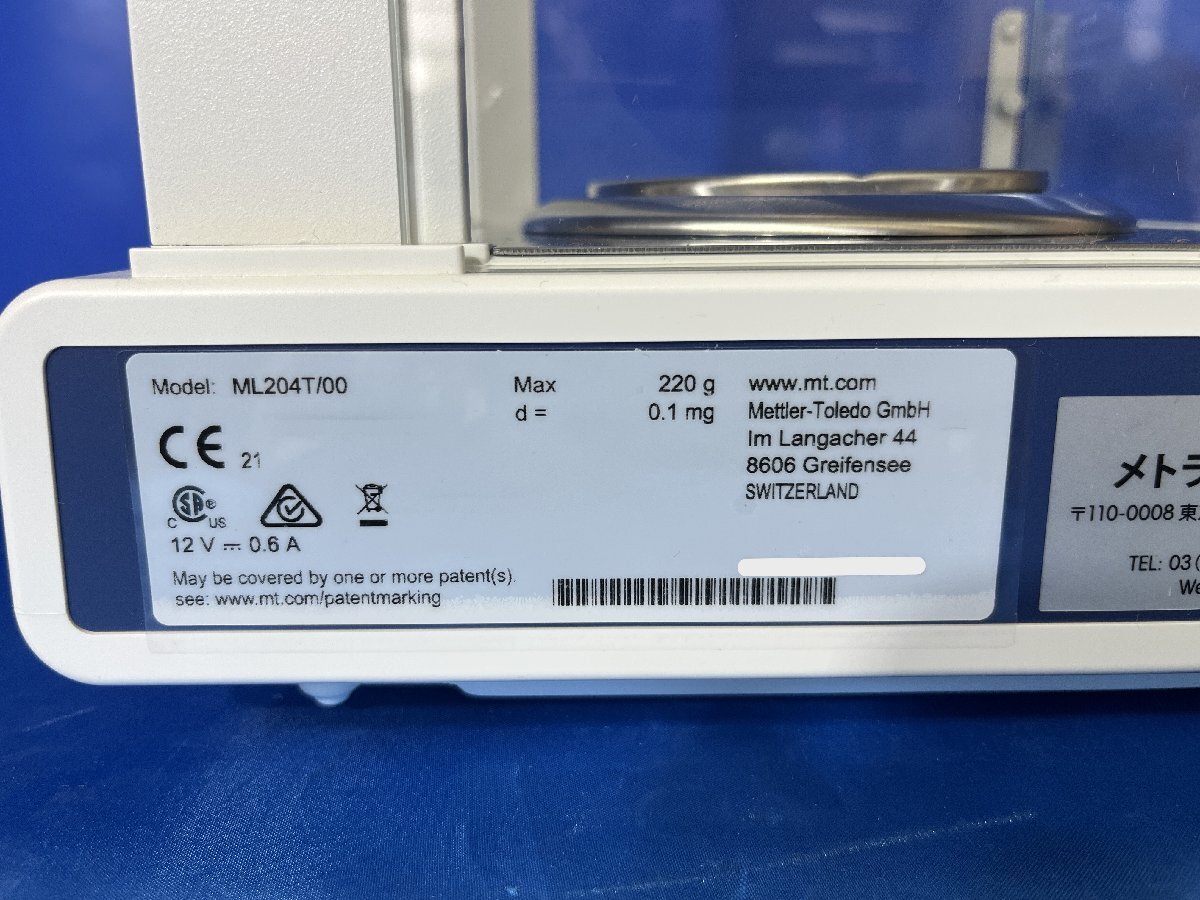 Model: ML204T/00
Max 220 g
d = 0.1 mg
www.mt.com
Mettler-Toledo GmbH
Im Langacher 44
8606 Greifensee
SWITZERLAND
CE 21
C SA ® US
12 V ⎓ 0.6 A
May be covered by one or more patent(s).
see: www.mt.com/patentmarking
メトラ
〒110-0008 東
TEL: 03(
We